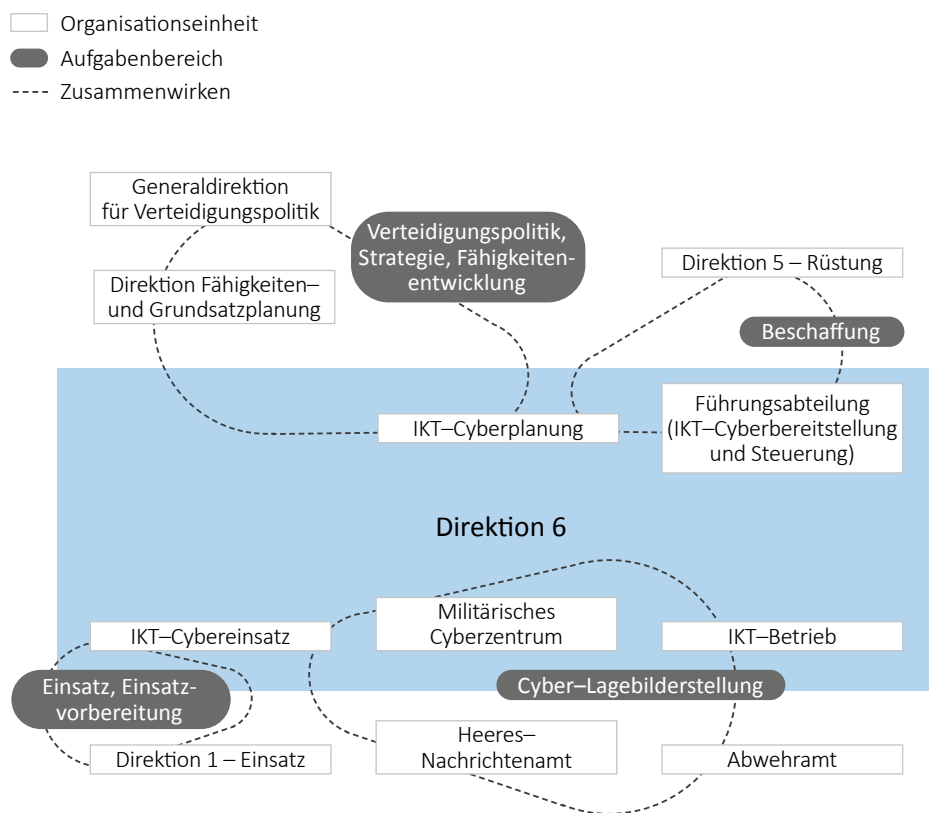 Organisationseinheit
Aufgabenbereich
Zusammenwirken
Generaldirektion
für Verteidigungspolitik
Verteidigungspolitik,
Strategie, Fähigkeiten-
entwicklung
Direktion 5 – Rüstung
Direktion Fähigkeiten–
und Grundsatzplanung
Beschaffung
IKT–Cyberplanung
Führungsabteilung
(IKT–Cyberbereitstellung
und Steuerung)
Direktion 6
IKT–Cybereinsatz
Militärisches
Cyberzentrum
IKT–Betrieb
Einsatz, Einsatz-
vorbereitung
Cyber–Lagebilderstellung
Direktion 1 – Einsatz
Heeres–
Nachrichtenamt
Abwehramt